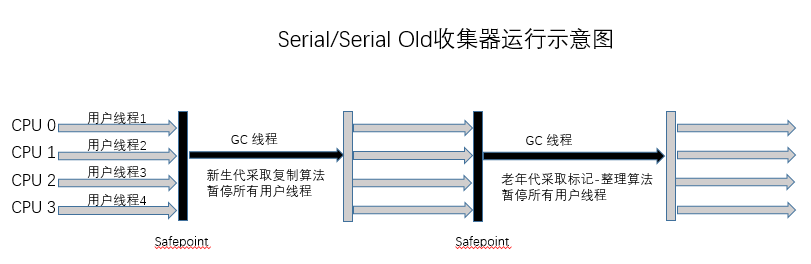 Serial/Serial Old收集器运行示意图
CPU 0
用户线程1
CPU 1
用户线程2
CPU 2
用户线程3
CPU 3
用户线程4
GC 线程
新生代采取复制算法
暂停所有用户线程
GC 线程
老年代采取标记-整理算法
暂停所有用户线程
Safepoint
Safepoint